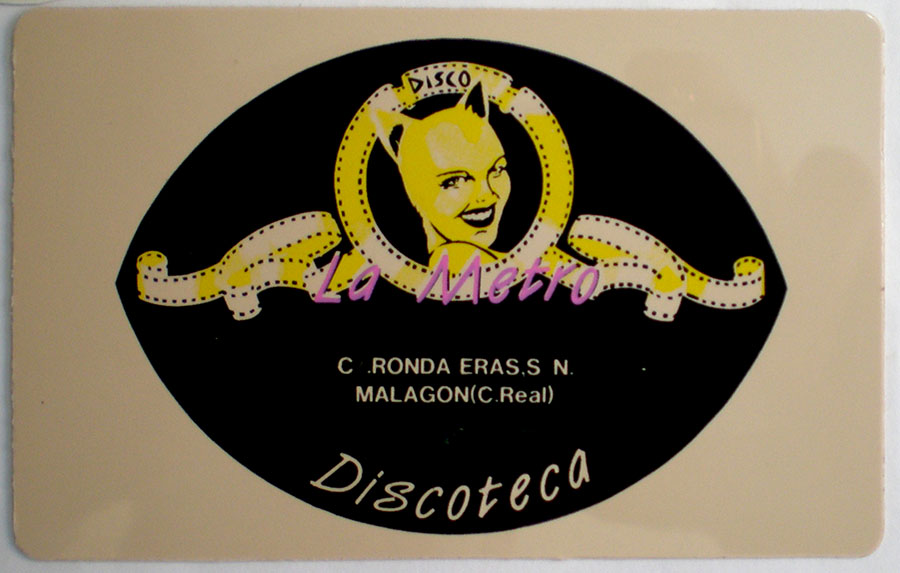 DISCO
La Metro
C .RONDA ERAS,S N.
MALAGON(C.Real)
Discoteca